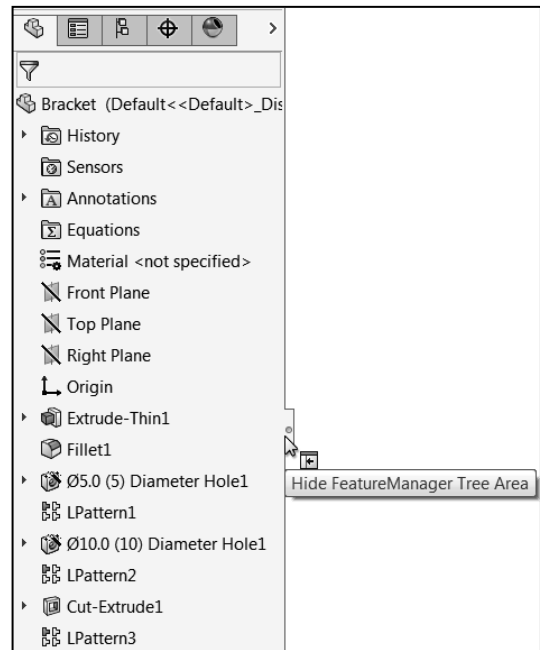 Bracket (Default<<Default>_Dis
History
Sensors
Annotations
Equations
Material <not specified>
Front Plane
Top Plane
Right Plane
Origin
Extrude-Thin1
Fillet1
Hide FeatureManager Tree Area
Ø5.0 (5) Diameter Hole1
LPattern1
Ø10.0 (10) Diameter Hole1
LPattern2
Cut-Extrude1
LPattern3